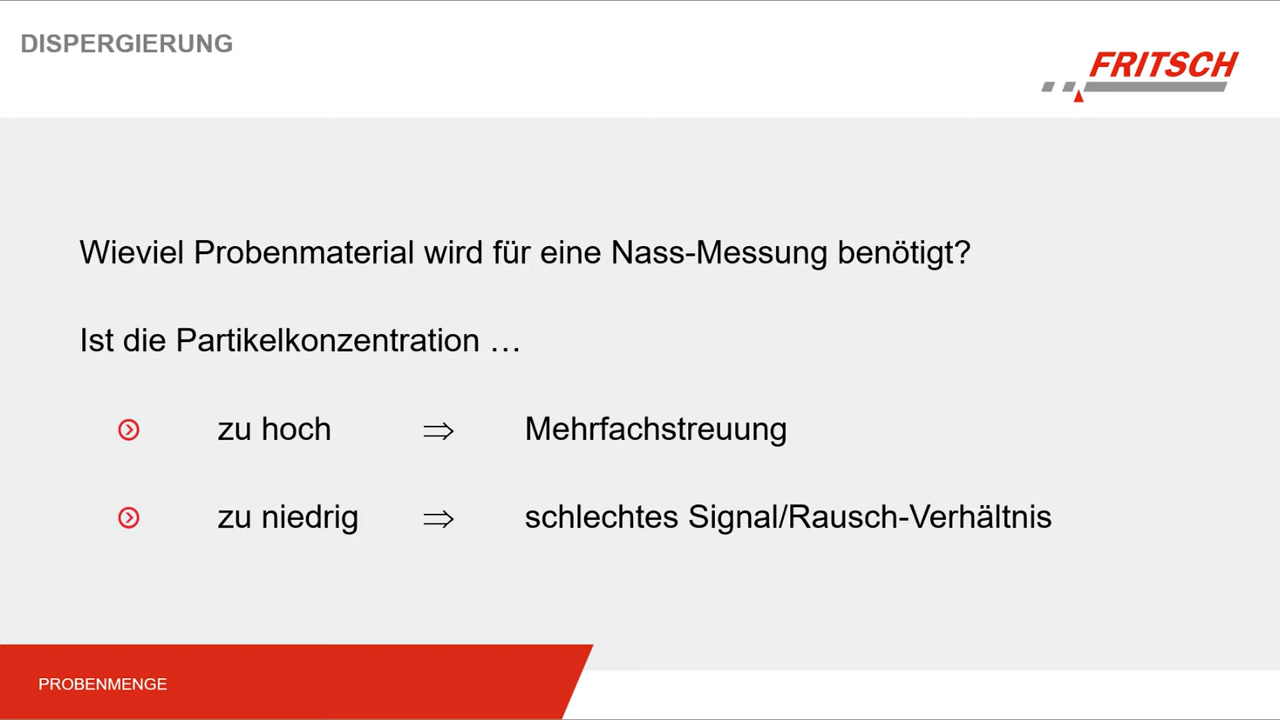 DISPERGIERUNG
FRITSCH
Wieviel Probenmaterial wird für eine Nass-Messung benötigt?
Ist die Partikelkonzentration …
zu hoch ⇒ Mehrfachstreuung
zu niedrig ⇒ schlechtes Signal/Rausch-Verhältnis
PROBENMENGE